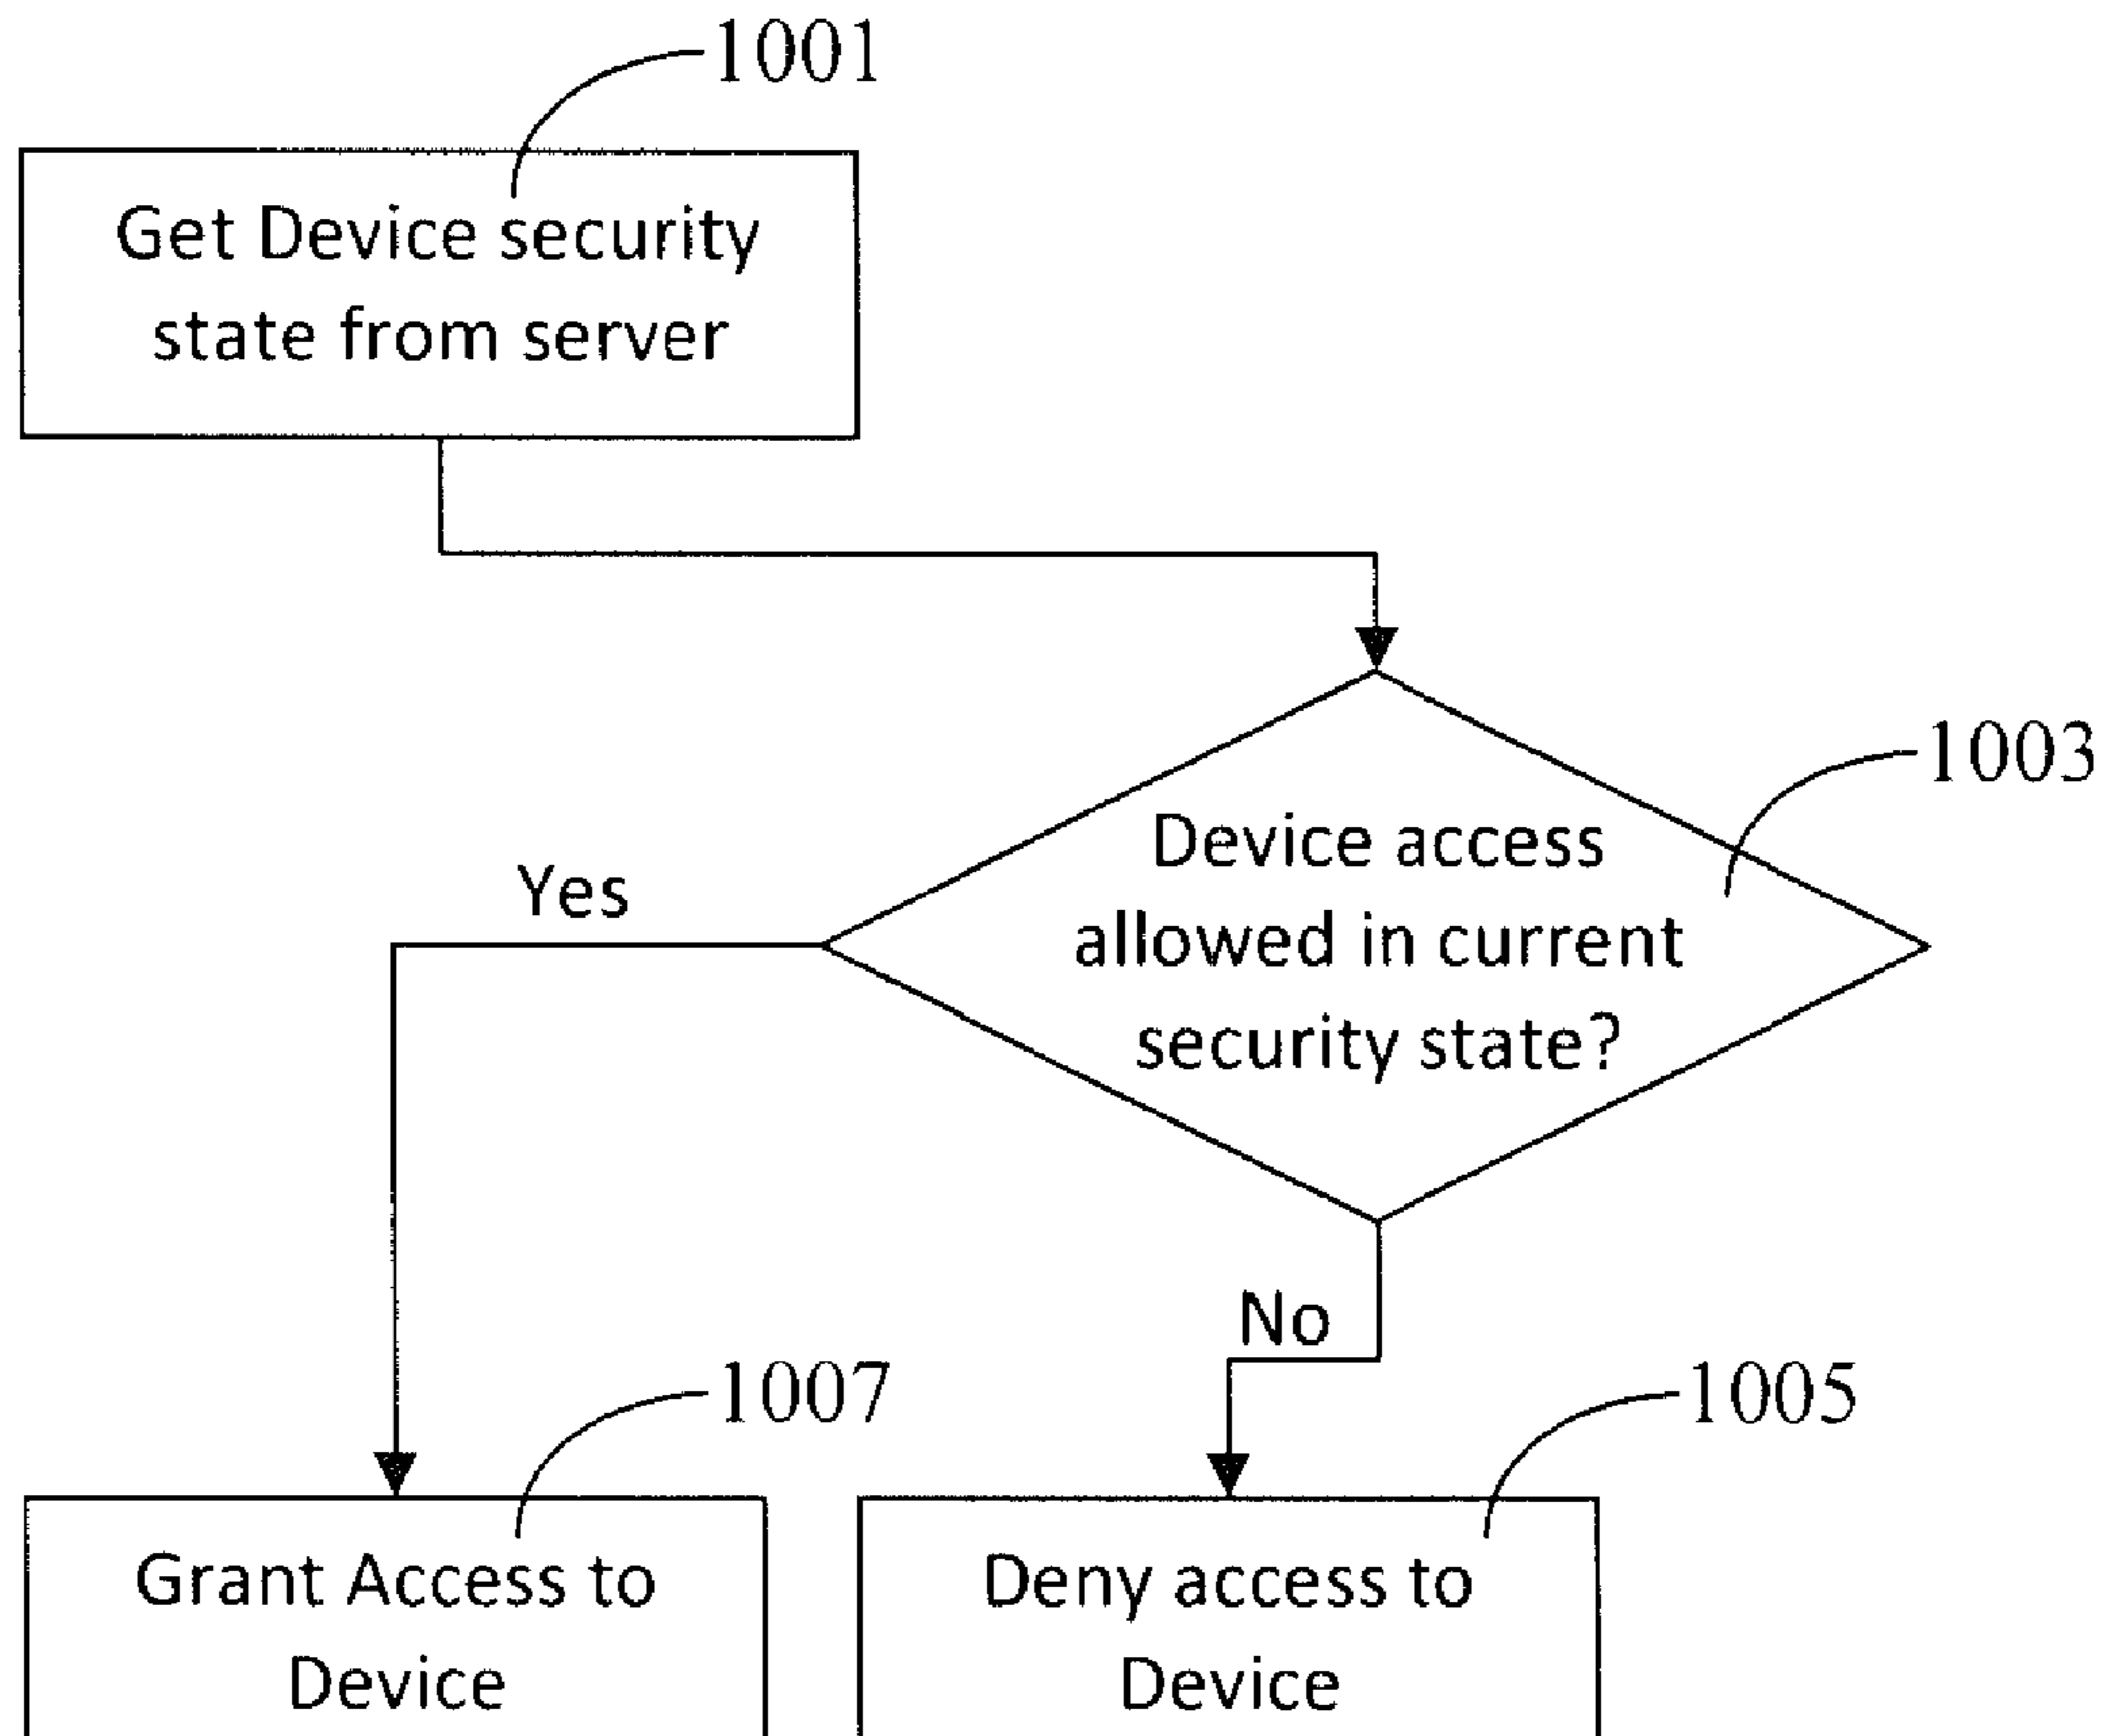 1001
Get Device security
state from server
1003
Device access
allowed in current
security state?
Yes
No
1007
1005
Grant Access to
Device
Deny access to
Device